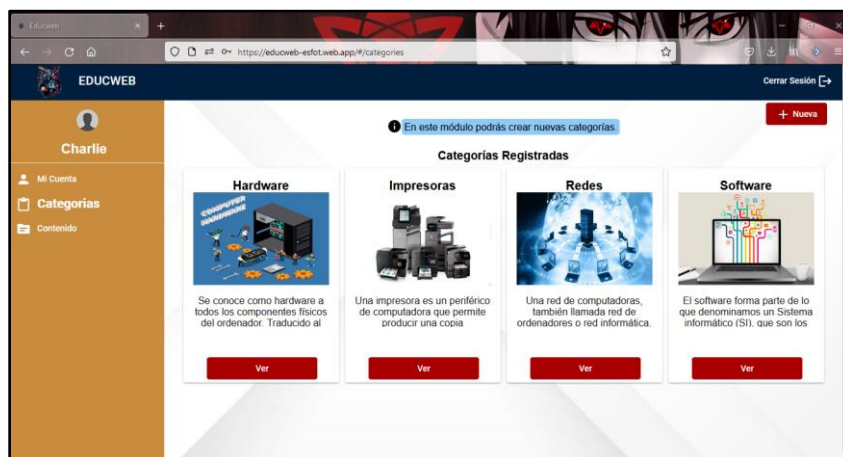 Educweb
https://educweb-esfot.web.app/#/categories
EDUCWEB
Cerrar Sesión
Charlie
Mi Cuenta
Categorias
Contenido
En este módulo podrás crear nuevas categorías.
+ Nueva
Categorías Registradas
Hardware
COMPUTER
HARDWARE
Se conoce como hardware a
todos los componentes físicos
del ordenador. Traducido al
Ver
Impresoras
Una impresora es un periférico
de computadora que permite
producir una copia
Ver
Redes
Una red de computadoras,
también llamada red de
ordenadores o red informática,
Ver
Software
El software forma parte de lo
que denominamos un Sistema
informático (SI), que son los
Ver